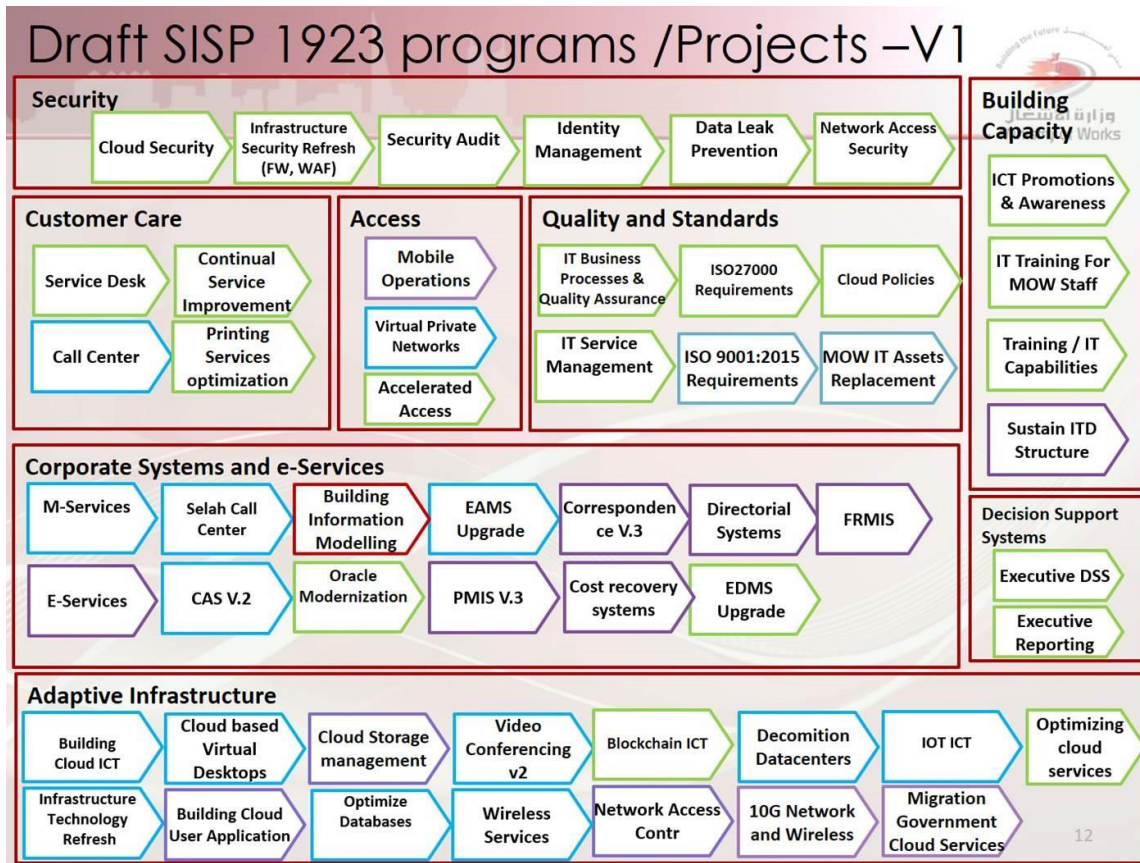 Draft SISP 1923 programs /Projects –V1
Building the Future
Security
Cloud Security
Infrastructure
Security Refresh
(FW, WAF)
Security Audit
Identity
Management
Data Leak
Prevention
Network Access
Security
Building
Capacity
وزارة الأشغال
Works
ICT Promotions
& Awareness
IT Training For
MOW Staff
Training / IT
Capabilities
Sustain ITD
Structure
Customer Care
Service Desk
Continual
Service
Improvement
Call Center
Printing
Services
optimization
Access
Mobile
Operations
Virtual Private
Networks
Accelerated
Access
Quality and Standards
IT Business
Processes &
Quality Assurance
ISO27000
Requirements
Cloud Policies
IT Service
Management
ISO 9001:2015
Requirements
MOW IT Assets
Replacement
Corporate Systems and e-Services
M-Services
Selah Call
Center
Building
Information
Modelling
EAMS
Upgrade
Corresponden
ce V.3
Directorial
Systems
FRMIS
E-Services
CAS V.2
Oracle
Modernization
PMIS V.3
Cost recovery
systems
EDMS
Upgrade
Decision Support
Systems
Executive DSS
Executive
Reporting
Adaptive Infrastructure
Building
Cloud ICT
Cloud based
Virtual
Desktops
Cloud Storage
management
Video
Conferencing
v2
Blockchain ICT
Decomition
Datacenters
IOT ICT
Optimizing
cloud
services
Infrastructure
Technology
Refresh
Building Cloud
User Application
Optimize
Databases
Wireless
Services
Network Access
Contr
10G Network
and Wireless
Migration
Government
Cloud Services
12